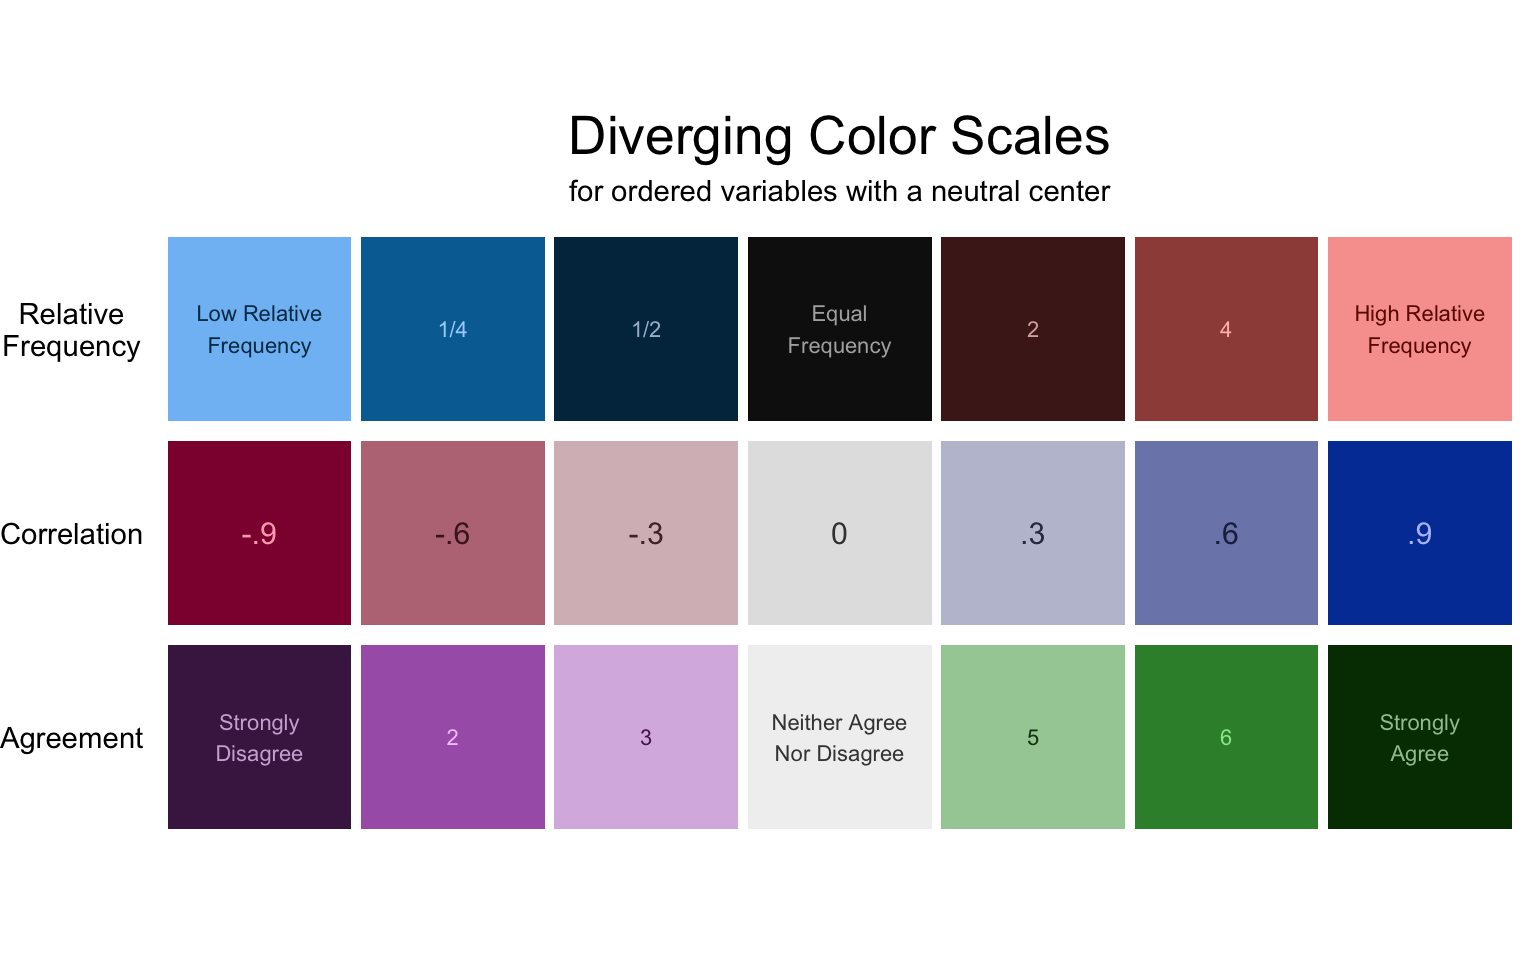 Diverging Color Scales
for ordered variables with a neutral center
Relative
Frequency
Low Relative
Frequency
1/4
1/2
Equal
Frequency
2
4
High Relative
Frequency
Correlation
-.9
-.6
-.3
0
.3
.6
.9
Agreement
Strongly
Disagree
2
3
Neither Agree
Nor Disagree
5
6
Strongly
Agree